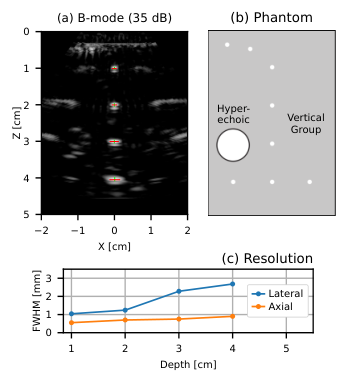 (a) B-mode (35 dB)
0
1
2
3
4
5
Z [cm]
−2
−1
0
1
2
X [cm]
(b) Phantom
Hyper-
echoic
Vertical
Group
(c) Resolution
3
2
1
0
FWHM [mm]
Lateral
Axial
1
2
3
4
5
Depth [cm]